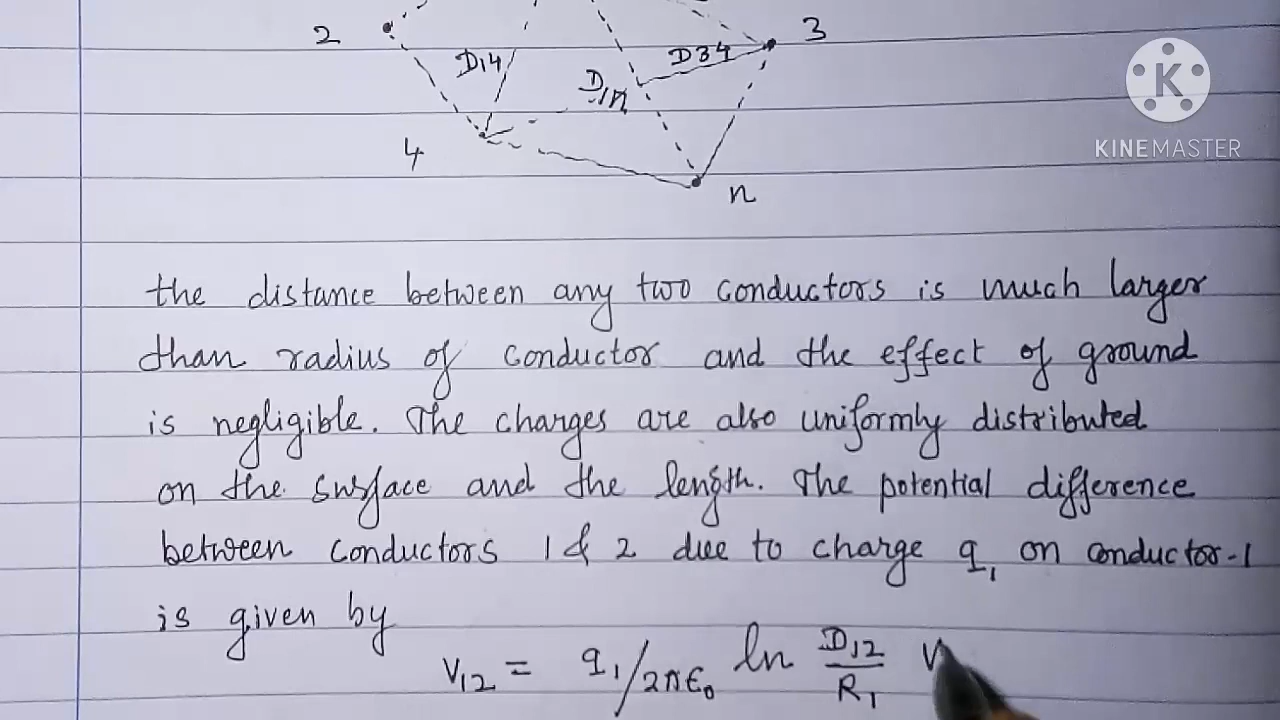 2
3
D14
D34
D1n
K
KINEMASTER
4
n
the distance between any two conductors is much larger
than radius of conductor and the effect of ground
is negligible. The charges are also uniformly distributed
on the surface and the length. The potential difference
between conductors 1 & 2 due to charge q₁ on conductor-1
is given by
V₁₂ = q₁/2πε₀ ln D₁₂/R₁ V